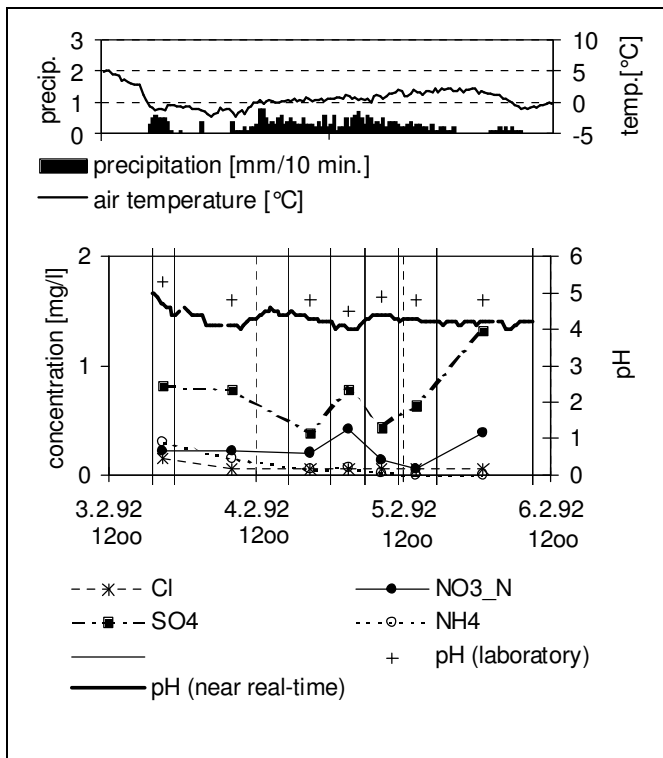 precip.
3
2
1
0
10
5
0
-5
temp.[°C]
precipitation [mm/10 min.]
air temperature [°C]
concentration [mg/l]
2
1
0
6
5
4
3
2
1
0
pH
3.2.92 4.2.92 5.2.92 6.2.92
12oo 12oo 12oo 12oo
Cl NO3_N
SO4 NH4
pH (laboratory)
pH (near real-time)